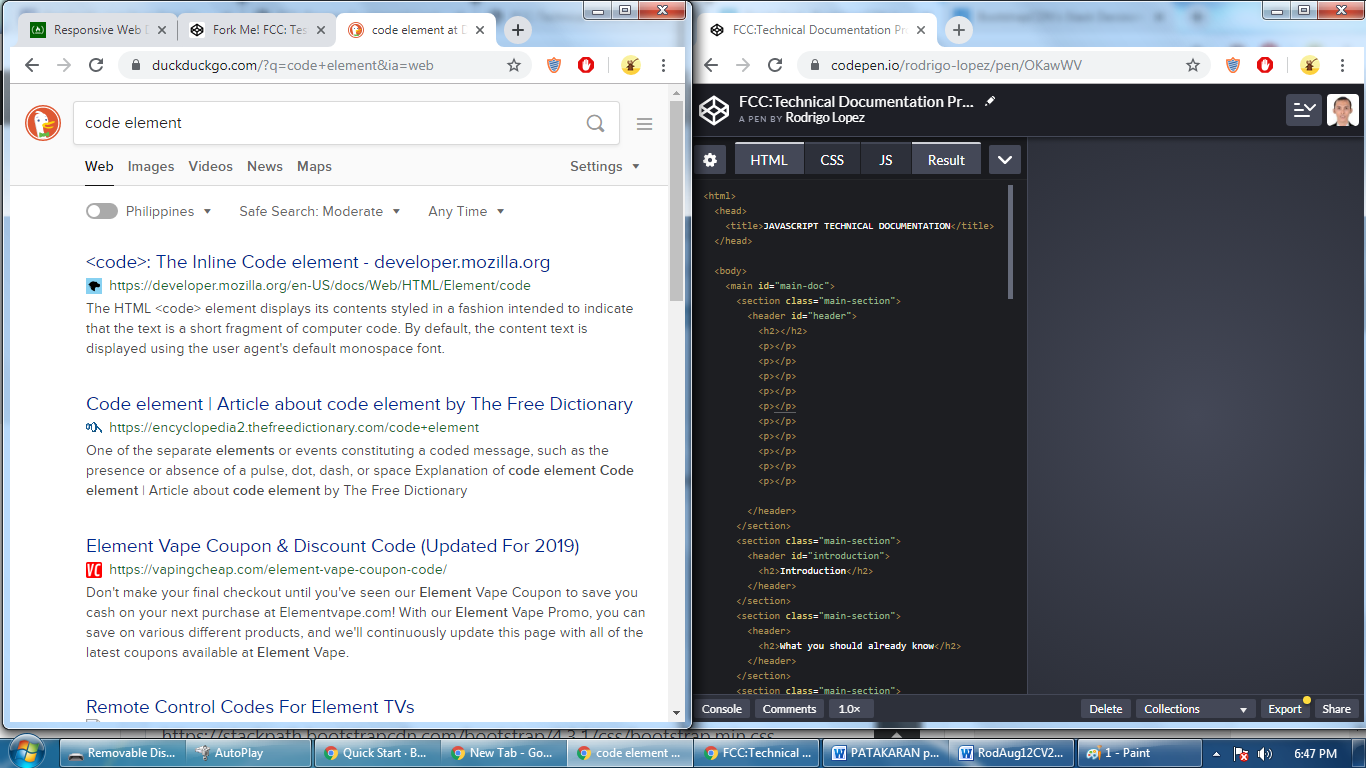 Responsive Web D
Fork Me! FCC: Tes
code element at D
duckduckgo.com/?q=code+element&ia=web
code element
Web Images Videos News Maps Settings
Philippines Safe Search: Moderate Any Time
<code>: The Inline Code element - developer.mozilla.org
https://developer.mozilla.org/en-US/docs/Web/HTML/Element/code
The HTML <code> element displays its contents styled in a fashion intended to indicate
that the text is a short fragment of computer code. By default, the content text is
displayed using the user agent's default monospace font.
Code element | Article about code element by The Free Dictionary
https://encyclopedia2.thefreedictionary.com/code+element
One of the separate elements or events constituting a coded message, such as the
presence or absence of a pulse, dot, dash, or space Explanation of code element Code
element | Article about code element by The Free Dictionary
Element Vape Coupon & Discount Code (Updated For 2019)
VC https://vapingcheap.com/element-vape-coupon-code/
Don't make your final checkout until you've seen our Element Vape Coupon to save you
cash on your next purchase at Elementvape.com! With our Element Vape Promo, you can
save on various different products, and we'll continuously update this page with all of the
latest coupons available at Element Vape.
Remote Control Codes For Element TVs
FCC:Technical Documentation Pr
codepen.io/rodrigo-lopez/pen/OKawWV
FCC:Technical Documentation Pr...
A PEN BY Rodrigo Lopez
HTML CSS JS Result
<html>
<head>
<title>JAVASCRIPT TECHNICAL DOCUMENTATION</title>
</head>
<body>
<main id="main-doc">
<section class="main-section">
<header id="header">
<h2></h2>
<p></p>
<p></p>
<p></p>
<p></p>
<p></p>
<p></p>
<p></p>
<p></p>
<p></p>
<p></p>
</header>
</section>
<section class="main-section">
<header id="introduction">
<h2>Introduction</h2>
</header>
</section>
<section class="main-section">
<header>
<h2>What you should already know</h2>
</header>
</section>
<section class="main-section">
Console Comments 1.0× Delete Collections Export Share
https://stackpath.bootstrapcdn.com/bootstrap/4.3.1/css/bootstrap.min.css
Removable Dis... AutoPlay Quick Start - B... New Tab - Goo... code element ... FCC:Technical ... PATAKARAN p... RodAug12CV2... 1 - Paint 6:47 PM